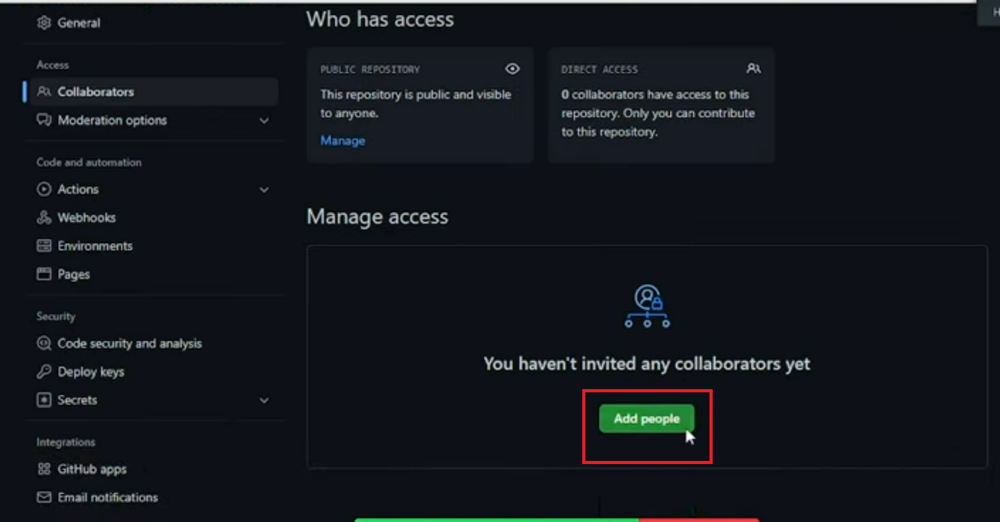 General
Access
Collaborators
Moderation options
Code and automation
Actions
Webhooks
Environments
Pages
Security
Code security and analysis
Deploy keys
Secrets
Integrations
GitHub apps
Email notifications
Who has access
PUBLIC REPOSITORY
This repository is public and visible
to anyone.
Manage
DIRECT ACCESS
0 collaborators have access to this
repository. Only you can contribute
to this repository.
Manage access
You haven't invited any collaborators yet
Add people